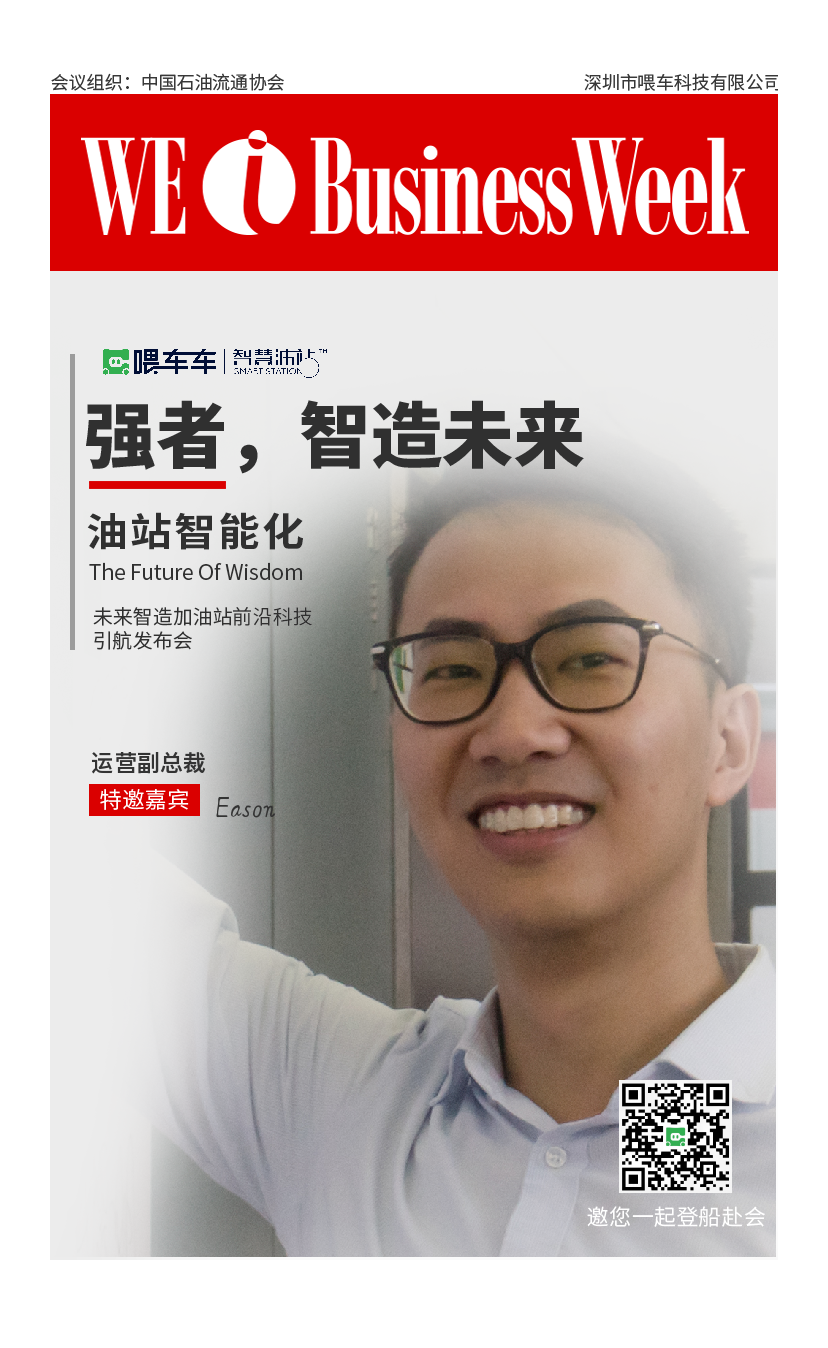 会议组织：中国石油流通协会
深圳市喂车科技有限公司
WE i BusinessWeek
喂车车 智慧油站 TM
SMART STATION
强者，智造未来
油站智能化
The Future Of Wisdom
未来智造加油站前沿科技
引航发布会
运营副总裁
特邀嘉宾 Eason
邀您一起登船赴会